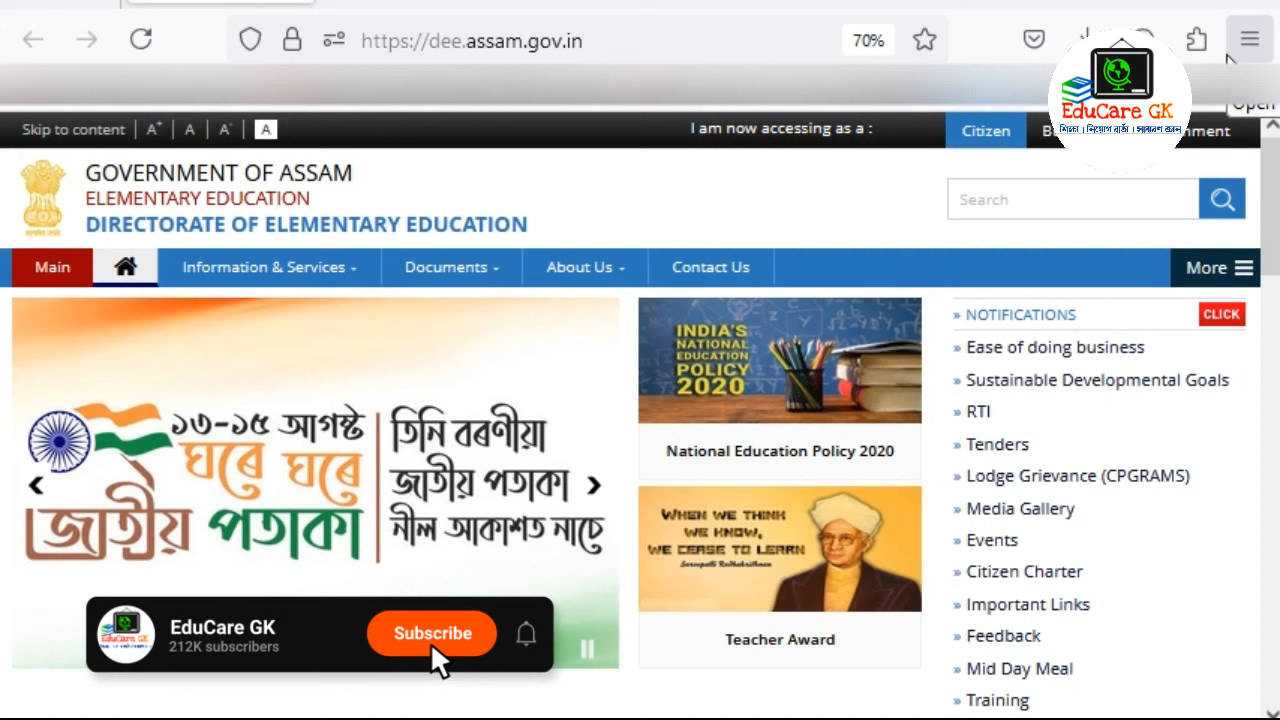 https://dee.assam.gov.in
70%
EduCare GK
Open
Skip to content
A+
A
A-
A
I am now accessing as a :
Citizen
B
nment
GOVERNMENT OF ASSAM
ELEMENTARY EDUCATION
DIRECTORATE OF ELEMENTARY EDUCATION
Search
Main
Information & Services
Documents
About Us
Contact Us
More
১৩-১৫ আগষ্ট
ঘৰে ঘৰে
জাতীয় পতাকা
তিনি বৰণীয়া
জাতীয় পতাকা
নীল আকাশত নাচে
INDIA'S
NATIONAL
EDUCATION
POLICY
2020
National Education Policy 2020
WHEN WE THINK
WE KNOW,
WE CEASE TO LEARN
Sarvepalli Radhakrishnan
Teacher Award
» NOTIFICATIONS
CLICK
» Ease of doing business
» Sustainable Developmental Goals
» RTI
» Tenders
» Lodge Grievance (CPGRAMS)
» Media Gallery
» Events
» Citizen Charter
» Important Links
» Feedback
» Mid Day Meal
» Training
EduCare GK
212K subscribers
Subscribe